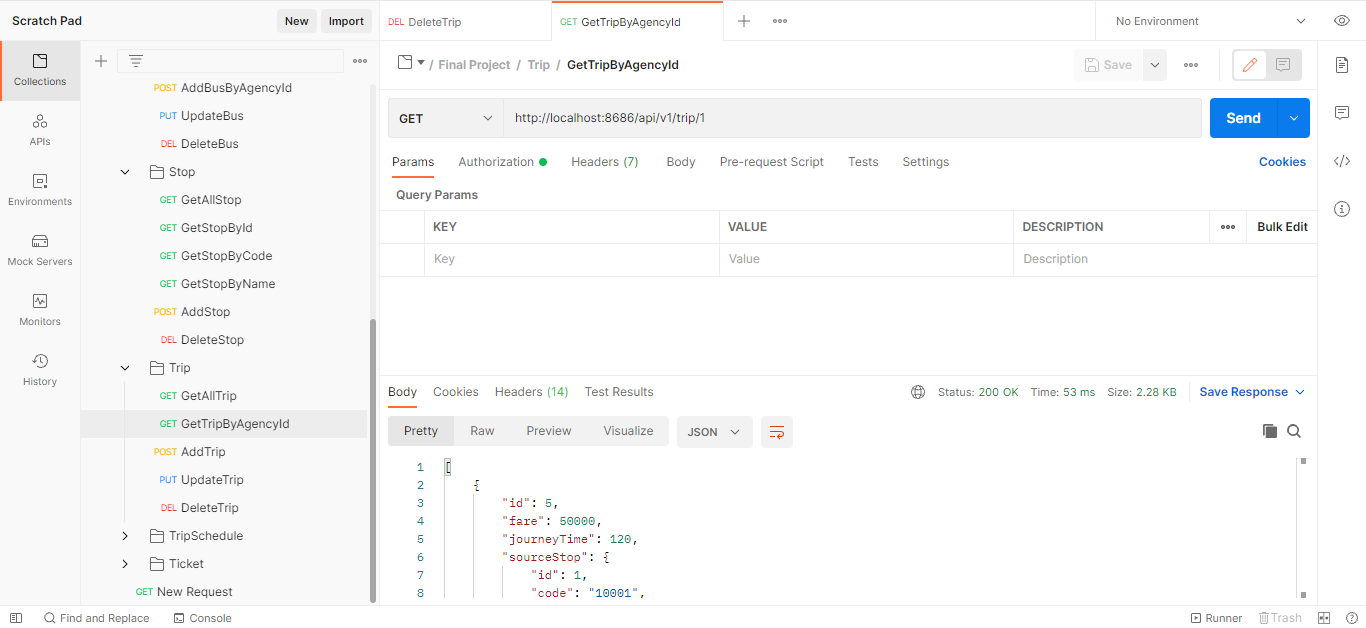 Scratch Pad
New
Import
DEL DeleteTrip
GET GetTripByAgencyId
No Environment
Collections
APIs
Environments
Mock Servers
Monitors
History
POST AddBusByAgencyId
PUT UpdateBus
DEL DeleteBus
Stop
GET GetAllStop
GET GetStopById
GET GetStopByCode
GET GetStopByName
POST AddStop
DEL DeleteStop
Trip
GET GetAllTrip
GET GetTripByAgencyId
POST AddTrip
PUT UpdateTrip
DEL DeleteTrip
TripSchedule
Ticket
GET New Request
/ Final Project / Trip / GetTripByAgencyId
Save
GET
http://localhost:8686/api/v1/trip/1
Send
Params Authorization Headers (7) Body Pre-request Script Tests Settings Cookies
Query Params
KEY VALUE DESCRIPTION Bulk Edit
Key Value Description
Body Cookies Headers (14) Test Results Status: 200 OK Time: 53 ms Size: 2.28 KB Save Response
Pretty Raw Preview Visualize JSON
1 [
2 {
3 "id": 5,
4 "fare": 50000,
5 "journeyTime": 120,
6 "sourceStop": {
7 "id": 1,
8 "code": "10001",
Find and Replace Console Runner Trash